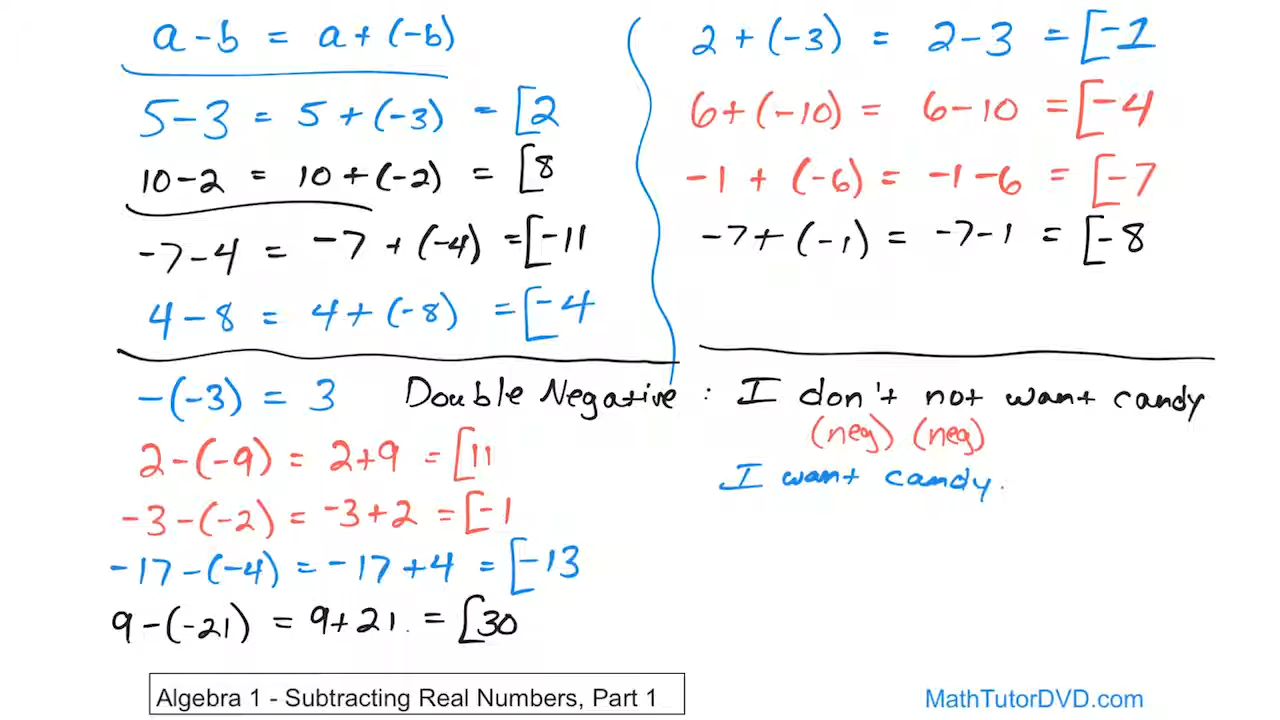 a - b = a + (-b)
5 - 3 = 5 + (-3) = [2
10 - 2 = 10 + (-2) = [8
-7 - 4 = -7 + (-4) = [-11
4 - 8 = 4 + (-8) = [-4
2 + (-3) = 2 - 3 = [-1
6 + (-10) = 6 - 10 = [-4
-1 + (-6) = -1 - 6 = [-7
-7 + (-1) = -7 - 1 = [-8
-(-3) = 3 Double Negative : I don't not want candy
(neg) (neg)
I want candy.
2 - (-9) = 2 + 9 = [11
-3 - (-2) = -3 + 2 = [-1
-17 - (-4) = -17 + 4 = [-13
9 - (-21) = 9 + 21. = [30
Algebra 1 - Subtracting Real Numbers, Part 1
MathTutorDVD.com